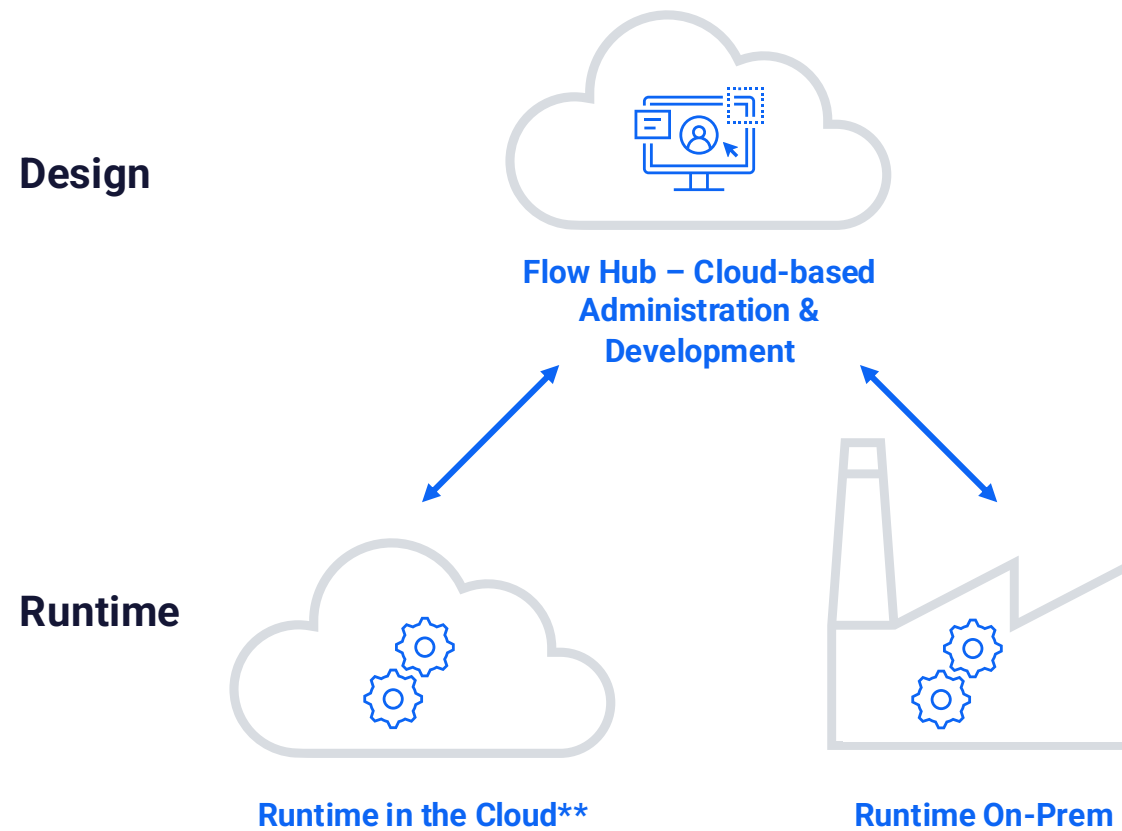 Design
Flow Hub – Cloud-based
Administration &
Development
Runtime
Runtime in the Cloud**
Runtime On-Prem